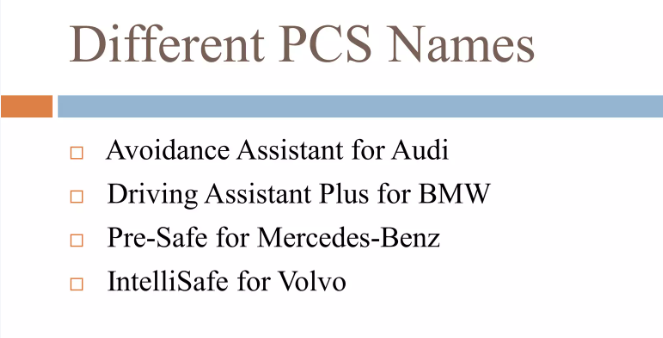 Different PCS Names
Avoidance Assistant for Audi
Driving Assistant Plus for BMW
Pre-Safe for Mercedes-Benz
IntelliSafe for Volvo